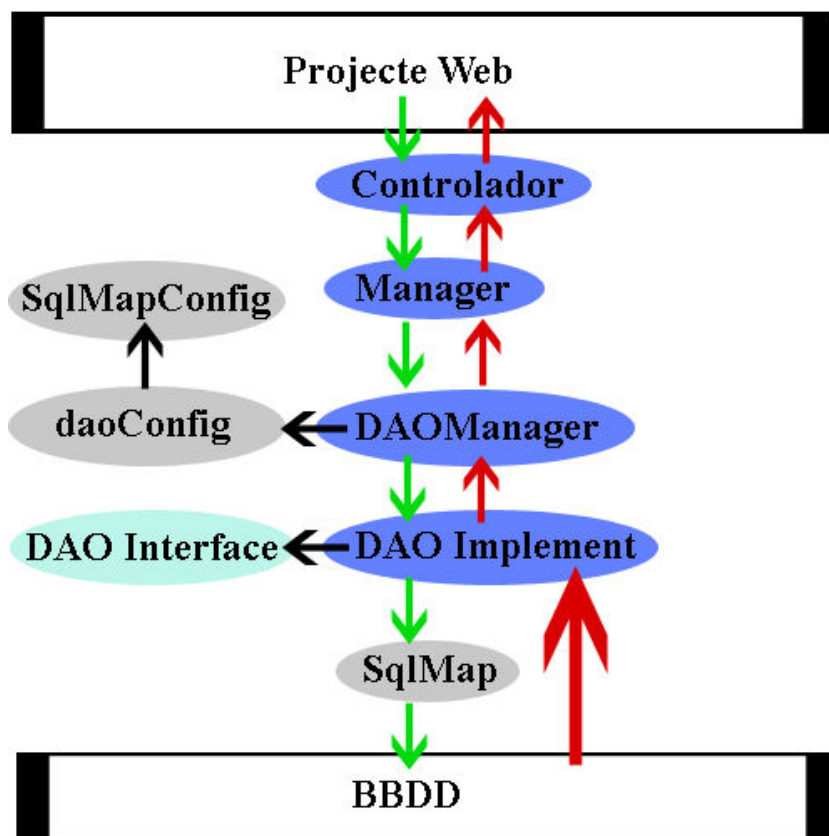 Projecte Web
Controlador
Manager
SqlMapConfig
daoConfig
DAOManager
DAO Interface
DAO Implement
SqlMap
BBDD